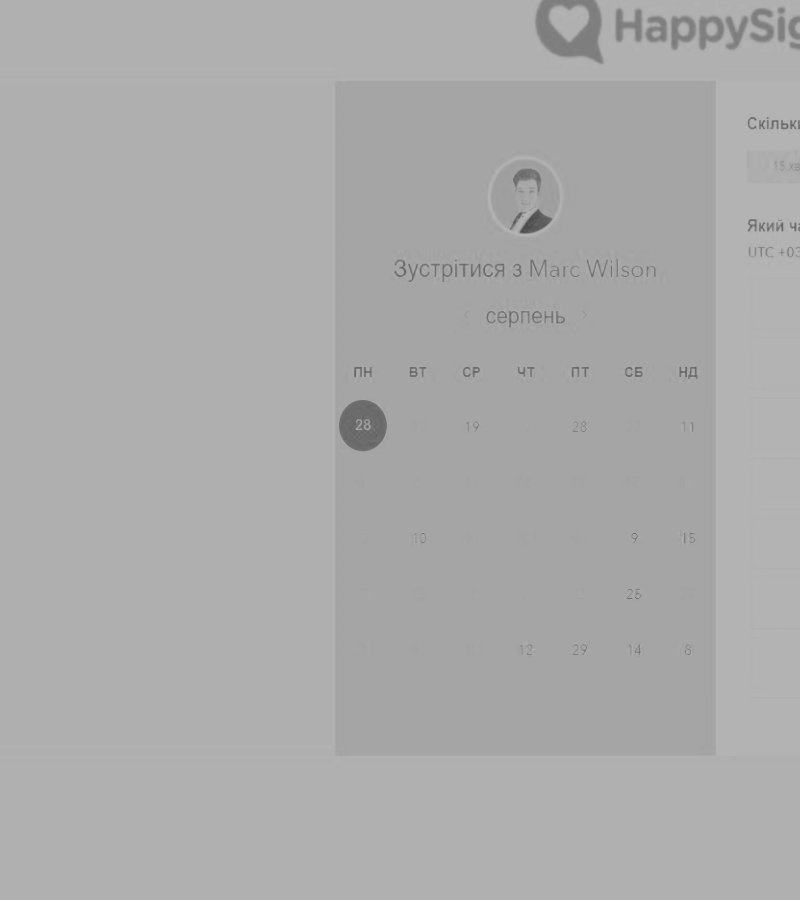 HappySig
Скільки
15 хв
Зустрітися з Marc Wilson
Який ча
UTC +03
серпень
ПН ВТ СР ЧТ ПТ СБ НД
28 19 28 11
10 9 15
25
12 29 14 8